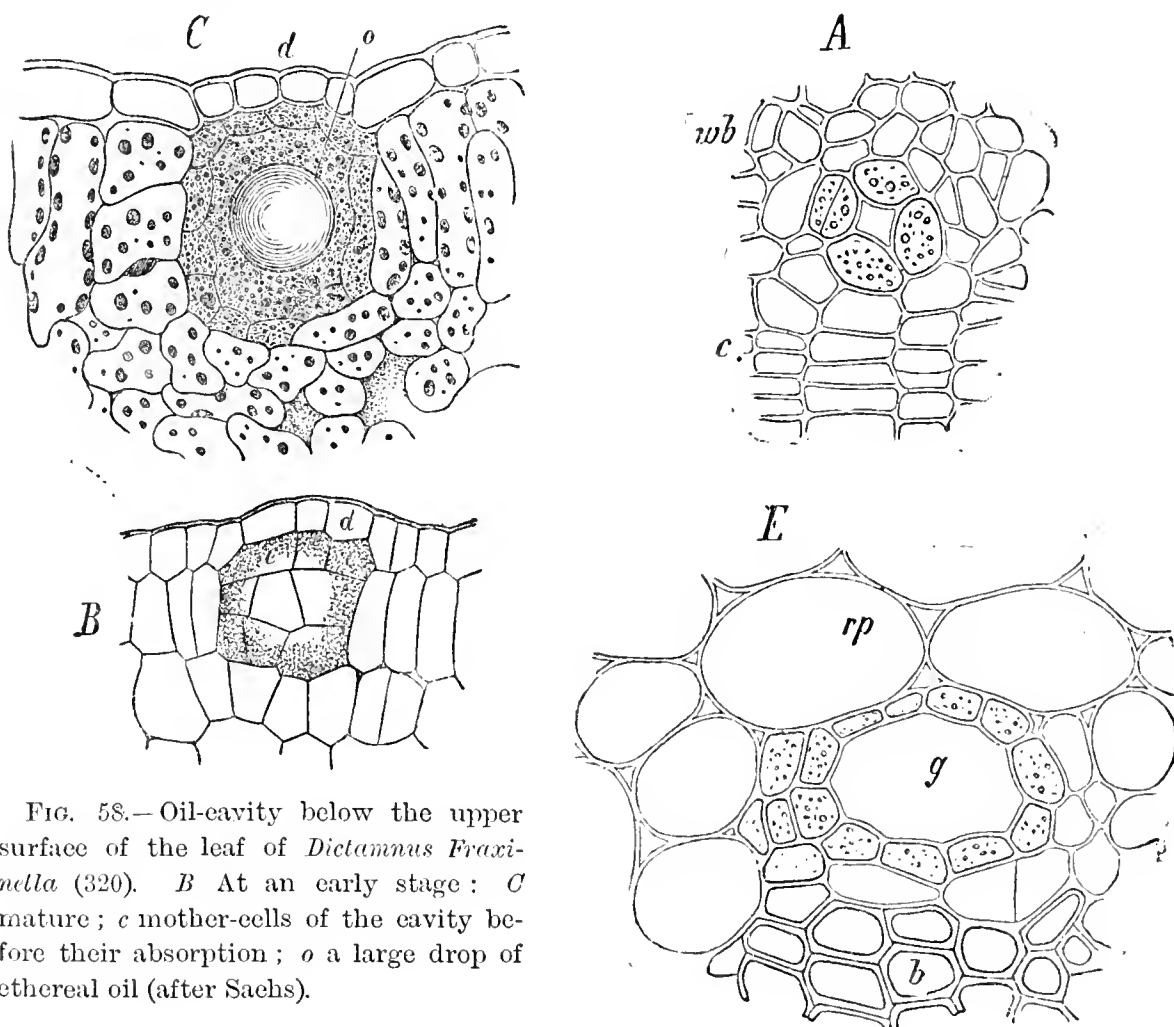 C
d
o
A
wb
c
B
c
d
E
rp
g
b
FIG. 58.— Oil-cavity below the upper
surface of the leaf of Dictamnus Fraxi-
nella (320). B At an early stage: C
mature; c mother-cells of the cavity be-
fore their absorption; o a large drop of
ethereal oil (after Sachs).